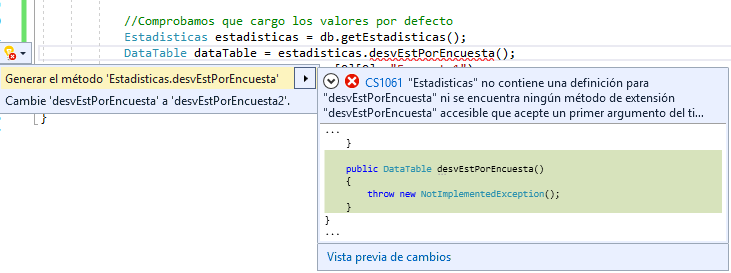 //Comprobamos que cargo los valores por defecto
Estadisticas estadisticas = db.getEstadisticas();
DataTable dataTable = estadisticas.desvEstPorEncuesta();
Generar el método 'Estadisticas.desvEstPorEncuesta'
Cambie 'desvEstPorEncuesta' a 'desvEstPorEncuesta2'.
}
CS1061 "Estadisticas" no contiene una definición para
"desvEstPorEncuesta" ni se encuentra ningún método de extensión
"desvEstPorEncuesta" accesible que acepte un primer argumento del ti...
...
}
public DataTable desvEstPorEncuesta()
{
throw new NotImplementedException();
}
}
...
Vista previa de cambios